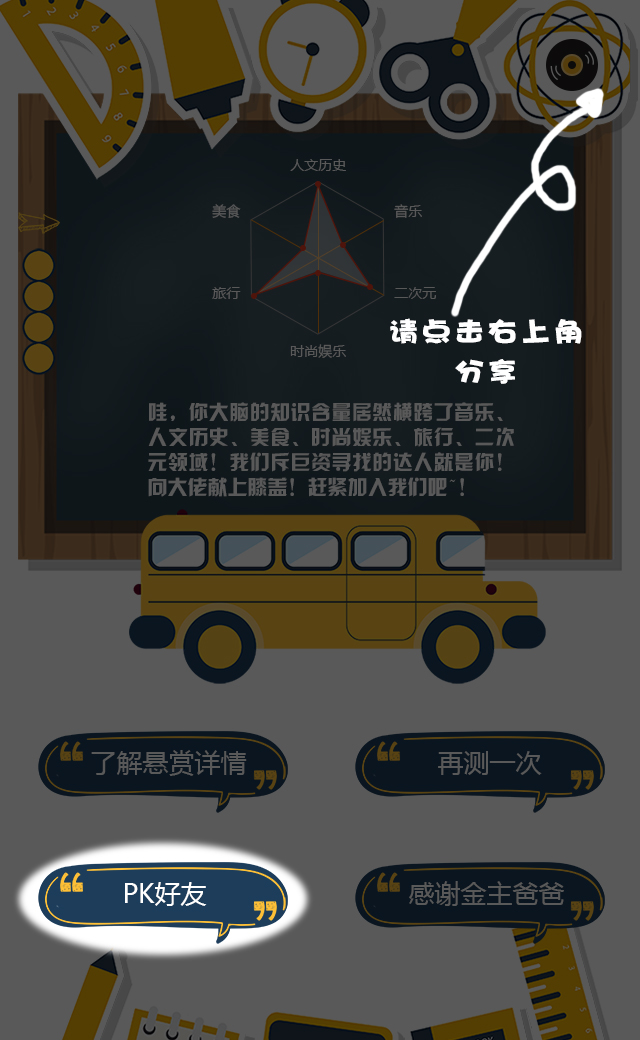 人文历史
美食
音乐
旅行
二次元
时尚娱乐
请点击右上角
分享
哇，你大脑的知识含量居然横跨了音乐、
人文历史、美食、时尚娱乐、旅行、二次
元领域！我们斥巨资寻找的达人就是你！
向大佬献上膝盖！赶紧加入我们吧~！
了解悬赏详情
再测一次
PK好友
感谢金主爸爸